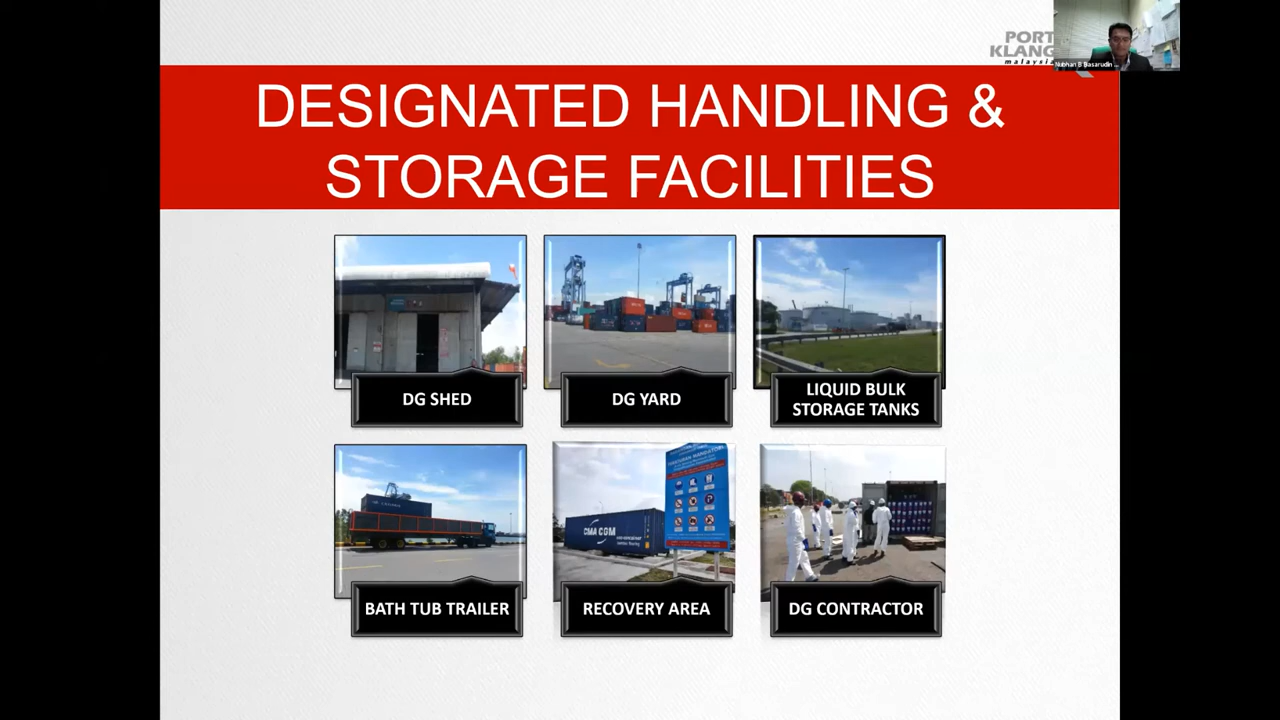 PORT
KLANG
malaysia
DESIGNATED HANDLING &
STORAGE FACILITIES
DG SHED
DG YARD
LIQUID BULK
STORAGE TANKS
CMA CGM
BATH TUB TRAILER
RECOVERY AREA
DG CONTRACTOR